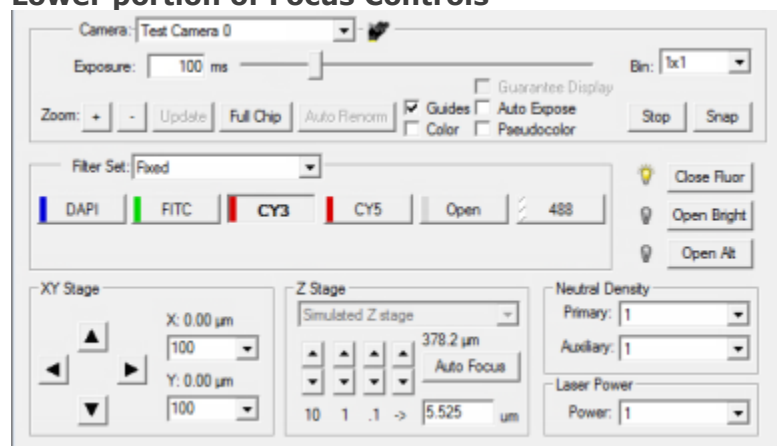 Lower portion of Focus Controls
Camera: Test Camera 0
Exposure: 100 ms
Bin: 1x1
Guarantee Display
Zoom: + - Update Full Chip Auto Renorm Guides Auto Expose Stop Snap
Color Pseudocolor
Filter Set: Fixed
Close Fluor
DAPI FITC CY3 CY5 Open 488
Open Bright
Open Alt
XY Stage
X: 0.00 µm
100
Y: 0.00 µm
100
Z Stage
Simulated Z stage
378.2 µm
Auto Focus
10 1 .1 -> 5.525 um
Neutral Density
Primary: 1
Auxiliary: 1
Laser Power
Power: 1